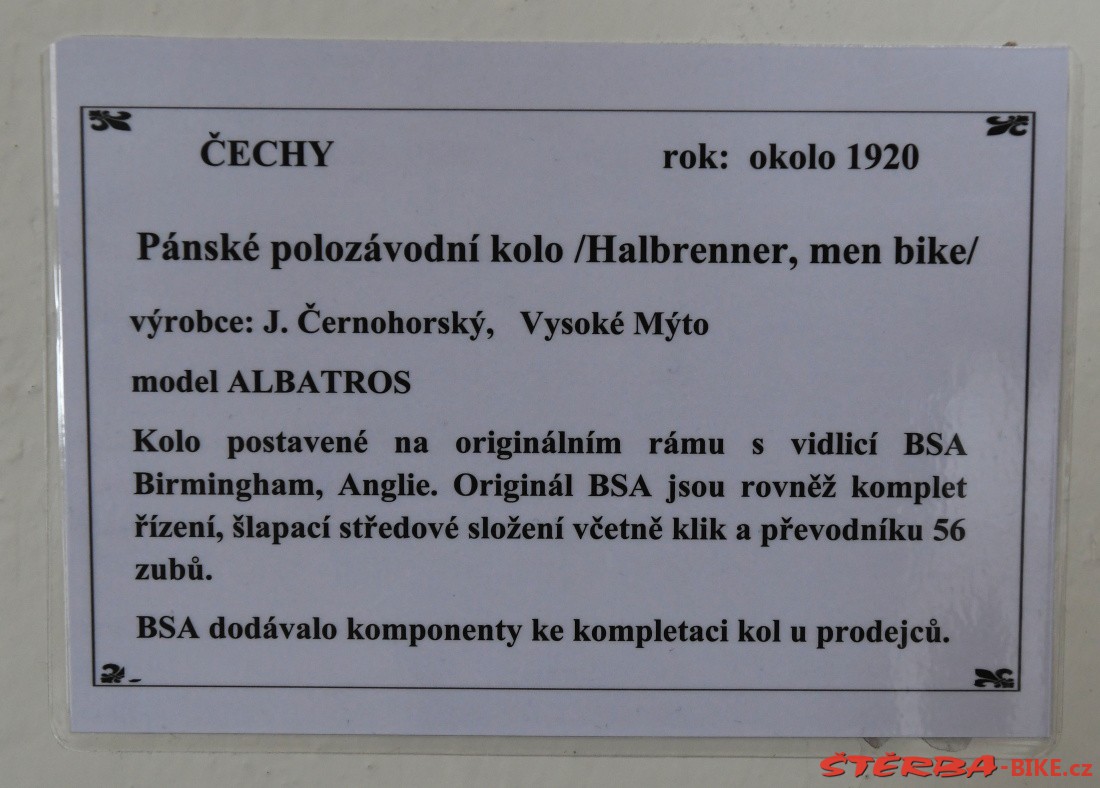 ČECHY rok: okolo 1920
Pánské polozávodní kolo /Halbrenner, men bike/
výrobce: J. Černohorský, Vysoké Mýto
model ALBATROS
Kolo postavené na originálním rámu s vidlicí BSA
Birmingham, Anglie. Originál BSA jsou rovněž komplet
řízení, šlapací středové složení včetně klik a převodníku 56
zubů.
BSA dodávalo komponenty ke kompletaci kol u prodejců.
ŠTĚRBA-BIKE.cz